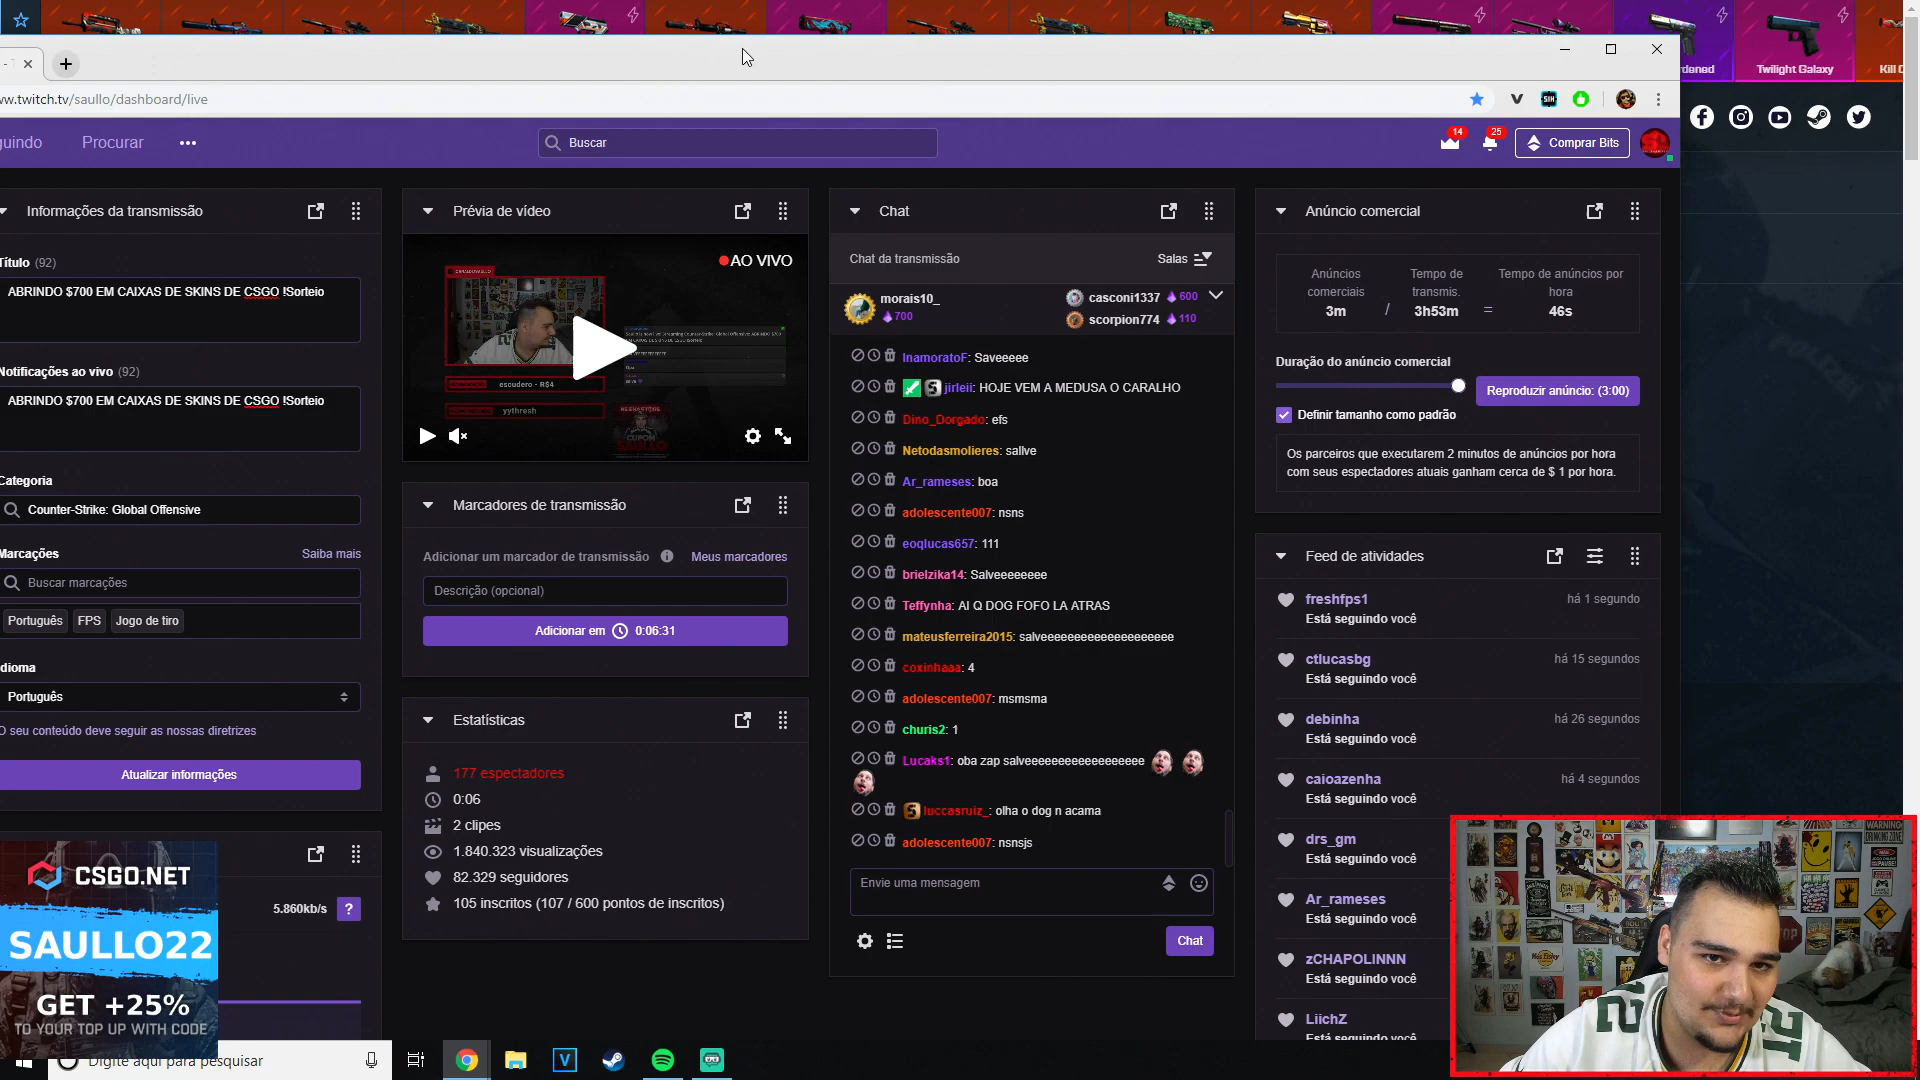 Twilight Galaxy
twitch.tv/saullo/dashboard/live
Procurar
Buscar
14
25
Comprar Bits
Informações da transmissão
Título (92)
ABRINDO $700 EM CAIXAS DE SKINS DE CSGO !Sorteio
Notificações ao vivo (92)
ABRINDO $700 EM CAIXAS DE SKINS DE CSGO !Sorteio
Categoria
Counter-Strike: Global Offensive
Marcações
Saiba mais
Buscar marcações
Português
FPS
Jogo de tiro
Idioma
Português
O seu conteúdo deve seguir as nossas diretrizes
Atualizar informações
5.860kb/s
?
CSGO.NET
SAULLO22
GET +25%
TO YOUR TOP UP WITH CODE
Prévia de vídeo
AO VIVO
escudero - R$4
yythresh
CUPOM
SAULLO
Marcadores de transmissão
Adicionar um marcador de transmissão
Meus marcadores
Descrição (opcional)
Adicionar em 0:06:31
Estatísticas
177 espectadores
0:06
2 clipes
1.840.323 visualizações
82.329 seguidores
105 inscritos (107 / 600 pontos de inscritos)
Chat
Chat da transmissão
Salas
morais10_
700
casconi1337 600
scorpion774 110
InamoratoF: Saveeeee
jirleii: HOJE VEM A MEDUSA O CARALHO
Dino_Dorgado: efs
Netodasmolieres: sallve
Ar_rameses: boa
adolescente007: nsns
eoqlucas657: 111
brielzika14: Salveeeeeeee
Teffynha: AI Q DOG FOFO LA ATRAS
mateusferreira2015: salveeeeeeeeeeeeeeeeeeee
coxinhaaa: 4
adolescente007: msmsma
churis2: 1
Lucaks1: oba zap salveeeeeeeeeeeeeeeeeee
luccasruiz_: olha o dog n acama
adolescente007: nsnsjs
Envie uma mensagem
Chat
Anúncio comercial
Anúncios comerciais
3m
/
Tempo de transmis.
3h53m
=
Tempo de anúncios por hora
46s
Duração do anúncio comercial
Reproduzir anúncio: (3:00)
Definir tamanho como padrão
Os parceiros que executarem 2 minutos de anúncios por hora
com seus espectadores atuais ganham cerca de $ 1 por hora.
Feed de atividades
freshfps1
há 1 segundo
Está seguindo você
ctlucasbg
há 15 segundos
Está seguindo você
debinha
há 26 segundos
Está seguindo você
caioazenha
há 4 segundos
Está seguindo você
drs_gm
Está seguindo você
Ar_rameses
Está seguindo você
zCHAPOLINNN
Está seguindo você
LiichZ
Está seguindo você
Digite aqui para pesquisar